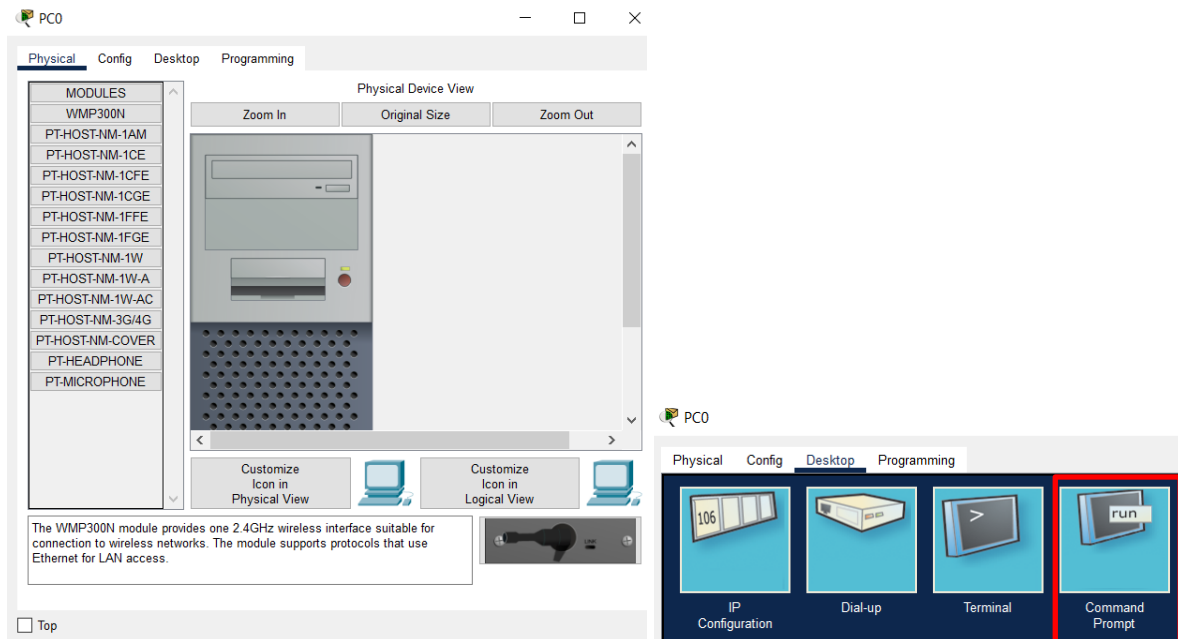 PC0
Physical Config Desktop Programming
MODULES
WMP300N
PT-HOST-NM-1AM
PT-HOST-NM-1CE
PT-HOST-NM-1CFE
PT-HOST-NM-1CGE
PT-HOST-NM-1FFE
PT-HOST-NM-1FGE
PT-HOST-NM-1W
PT-HOST-NM-1W-A
PT-HOST-NM-1W-AC
PT-HOST-NM-3G/4G
PT-HOST-NM-COVER
PT-HEADPHONE
PT-MICROPHONE
Physical Device View
Zoom In Original Size Zoom Out
Customize
Icon in
Physical View
Customize
Icon in
Logical View
The WMP300N module provides one 2.4GHz wireless interface suitable for
connection to wireless networks. The module supports protocols that use
Ethernet for LAN access.
LINK
Top
PC0
Physical Config Desktop Programming
106
>
run
IP
Configuration
Dial-up
Terminal
Command
Prompt